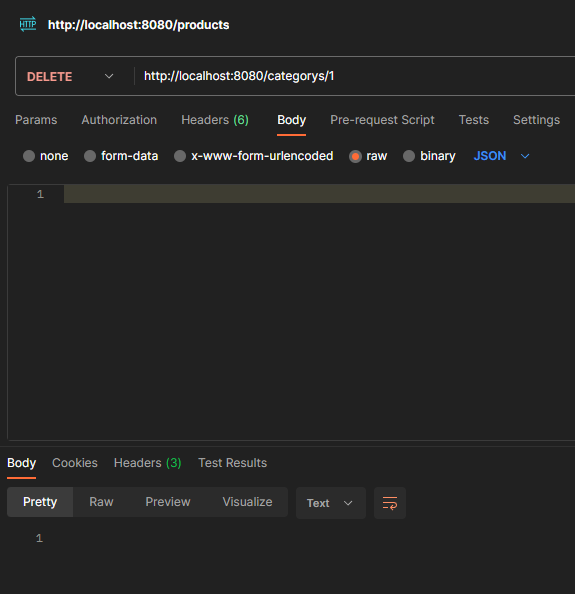 HTTP http://localhost:8080/products
DELETE http://localhost:8080/categorys/1
Params Authorization Headers (6) Body Pre-request Script Tests Settings
none form-data x-www-form-urlencoded raw binary JSON
1
Body Cookies Headers (3) Test Results
Pretty Raw Preview Visualize Text
1